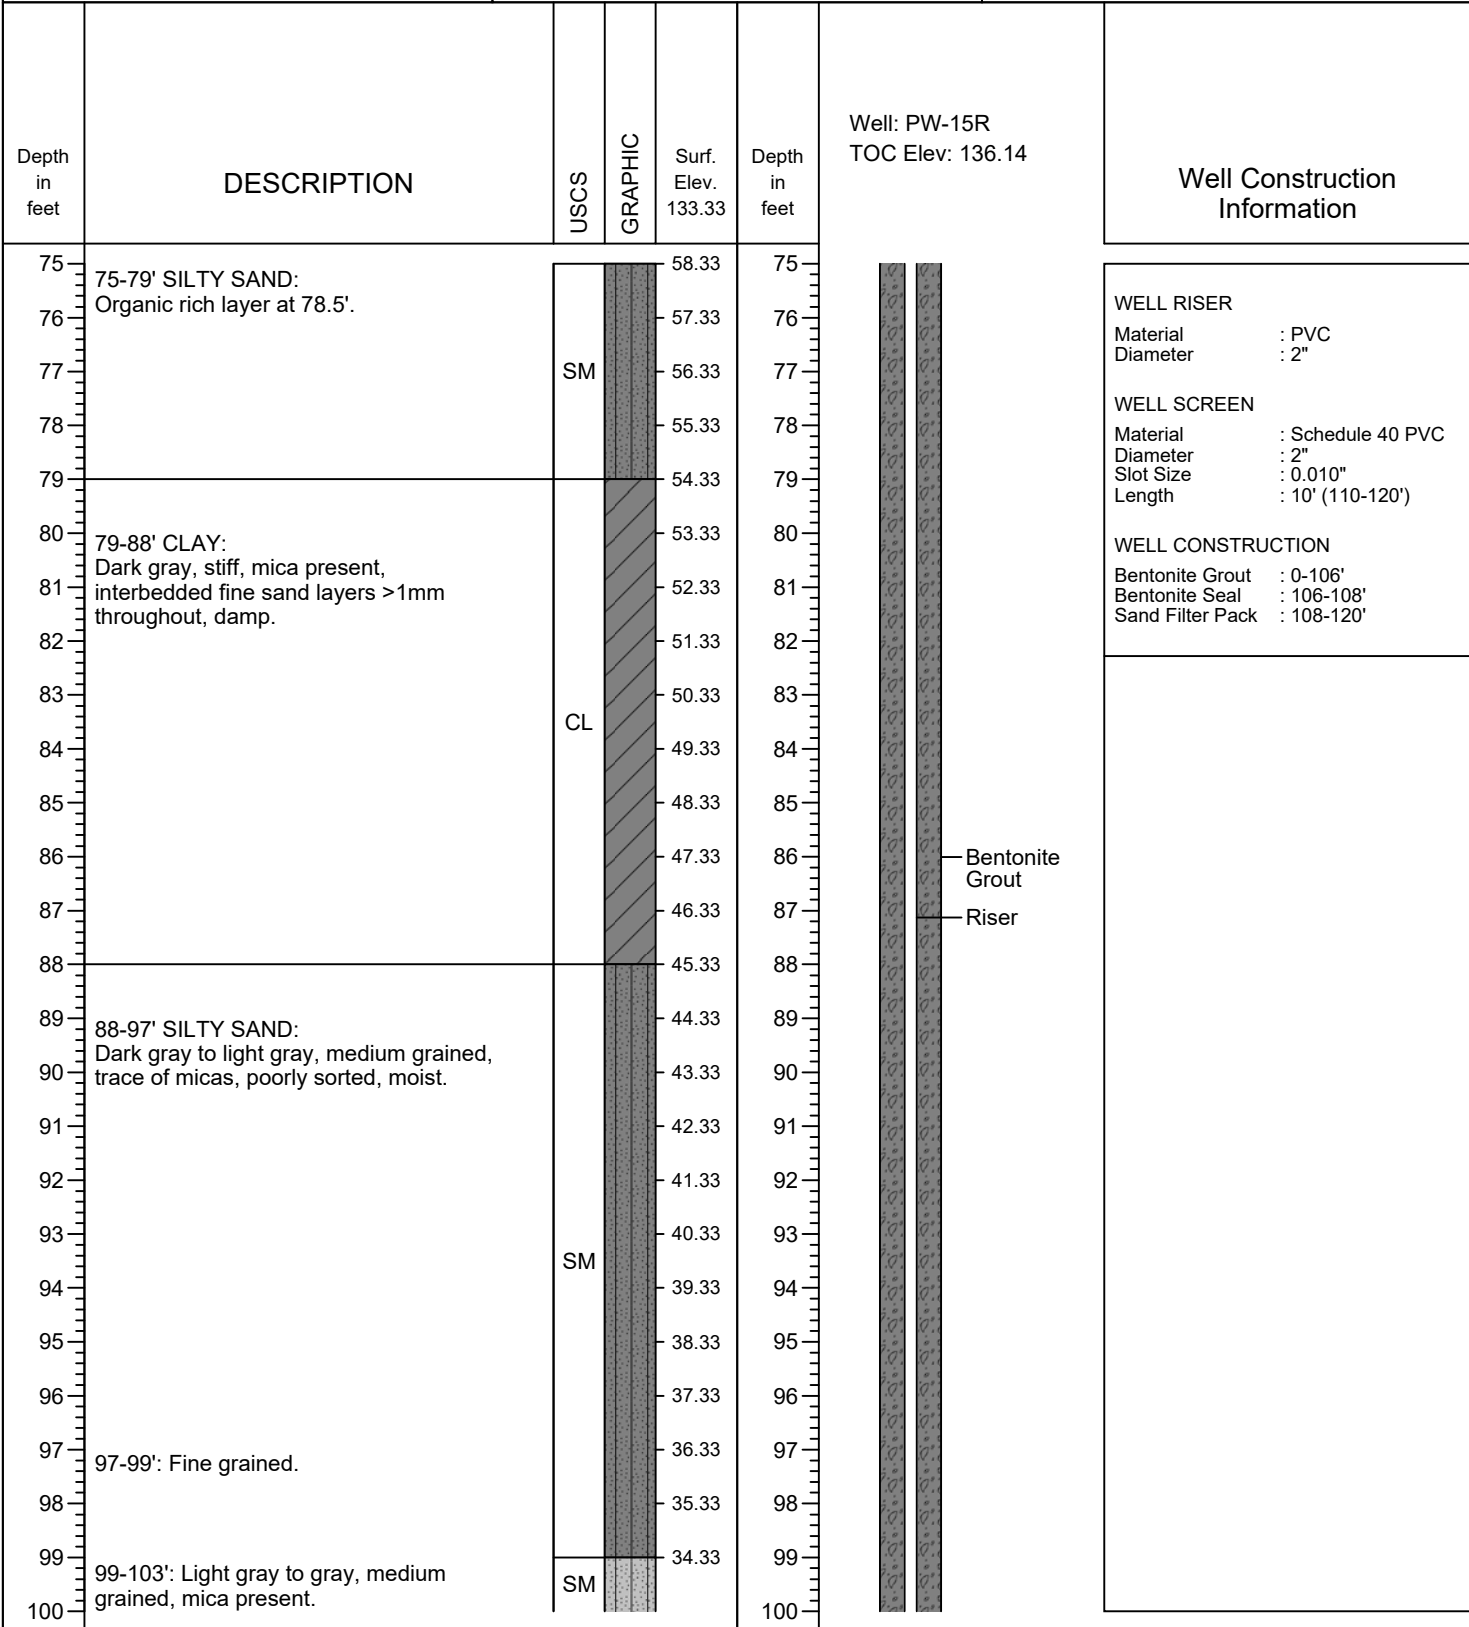 Depth
in
feet
DESCRIPTION
USCS
GRAPHIC
Surf.
Elev.
133.33
Depth
in
feet
Well: PW-15R
TOC Elev: 136.14
Well Construction
Information
75
76
77
78
79
80
81
82
83
84
85
86
87
88
89
90
91
92
93
94
95
96
97
98
99
100
75-79' SILTY SAND:
Organic rich layer at 78.5'.
79-88' CLAY:
Dark gray, stiff, mica present,
interbedded fine sand layers >1mm
throughout, damp.
88-97' SILTY SAND:
Dark gray to light gray, medium grained,
trace of micas, poorly sorted, moist.
97-99': Fine grained.
99-103': Light gray to gray, medium
grained, mica present.
SM
CL
SM
SM
58.33
57.33
56.33
55.33
54.33
53.33
52.33
51.33
50.33
49.33
48.33
47.33
46.33
45.33
44.33
43.33
42.33
41.33
40.33
39.33
38.33
37.33
36.33
35.33
34.33
75
76
77
78
79
80
81
82
83
84
85
86
87
88
89
90
91
92
93
94
95
96
97
98
99
100
Bentonite
Grout
Riser
WELL RISER
Material : PVC
Diameter : 2"
WELL SCREEN
Material : Schedule 40 PVC
Diameter : 2"
Slot Size : 0.010"
Length : 10' (110-120')
WELL CONSTRUCTION
Bentonite Grout : 0-106'
Bentonite Seal : 106-108'
Sand Filter Pack : 108-120'